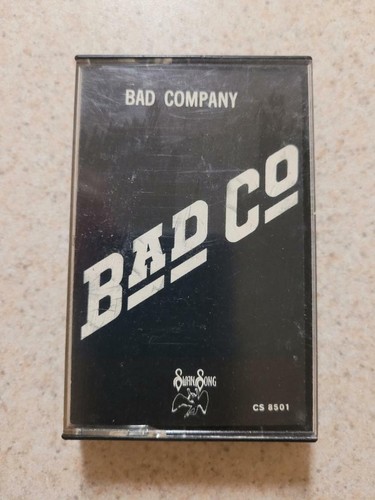 BAD COMPANY
BAD CO
SWAN SONG
CS 8501